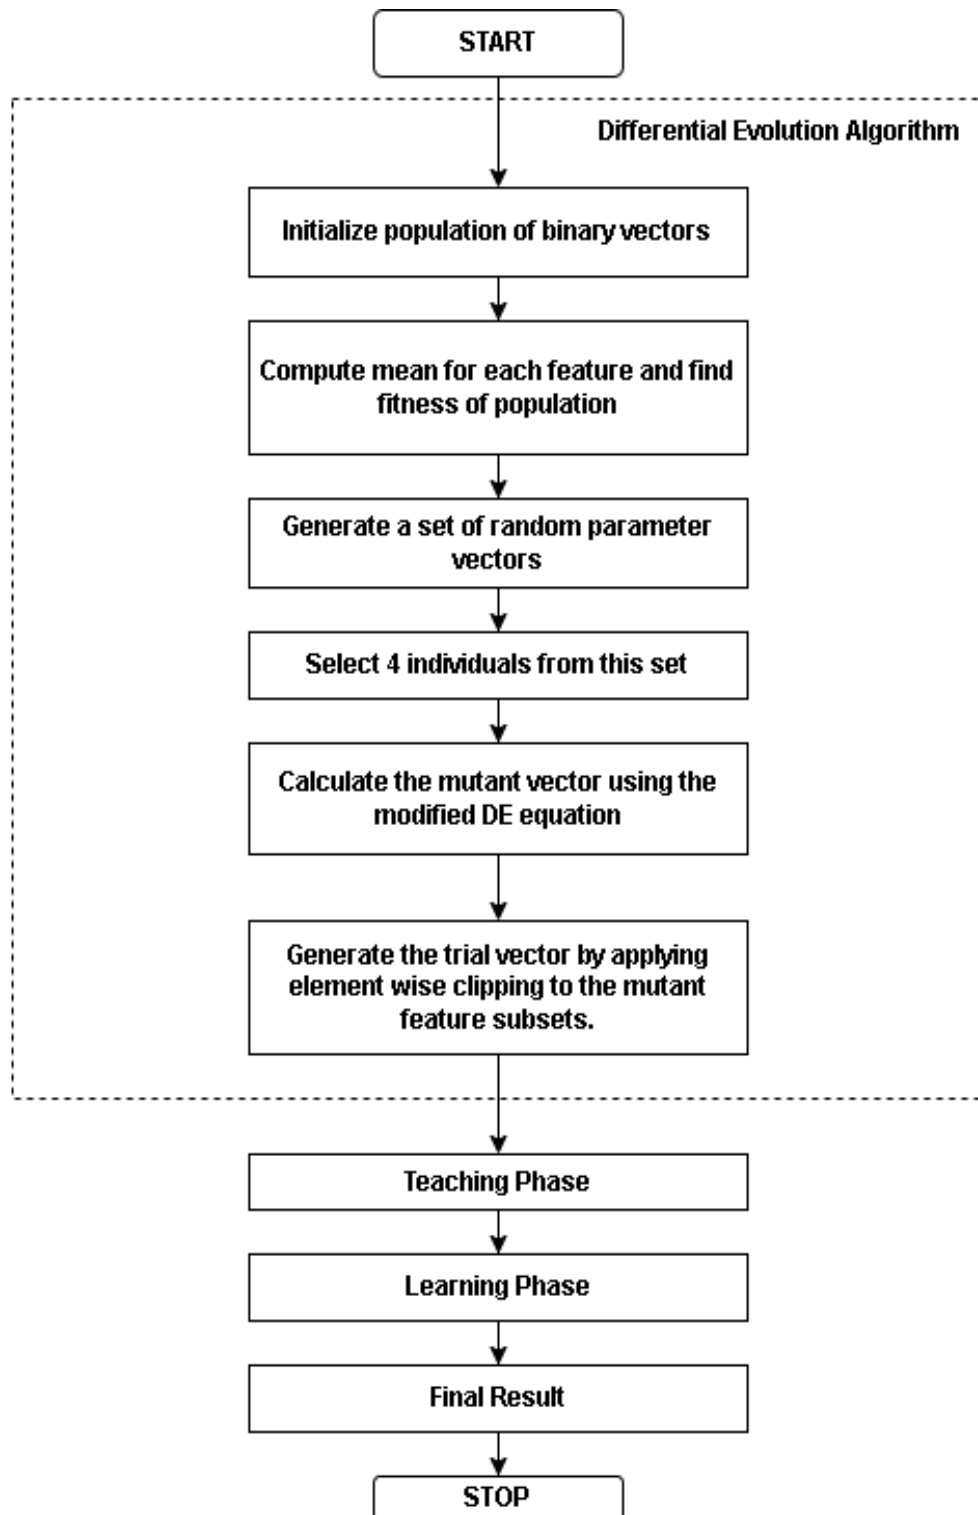 START
Differential Evolution Algorithm
Initialize population of binary vectors
Compute mean for each feature and find
fitness of population
Generate a set of random parameter
vectors
Select 4 individuals from this set
Calculate the mutant vector using the
modified DE equation
Generate the trial vector by applying
element wise clipping to the mutant
feature subsets.
Teaching Phase
Learning Phase
Final Result
STOP